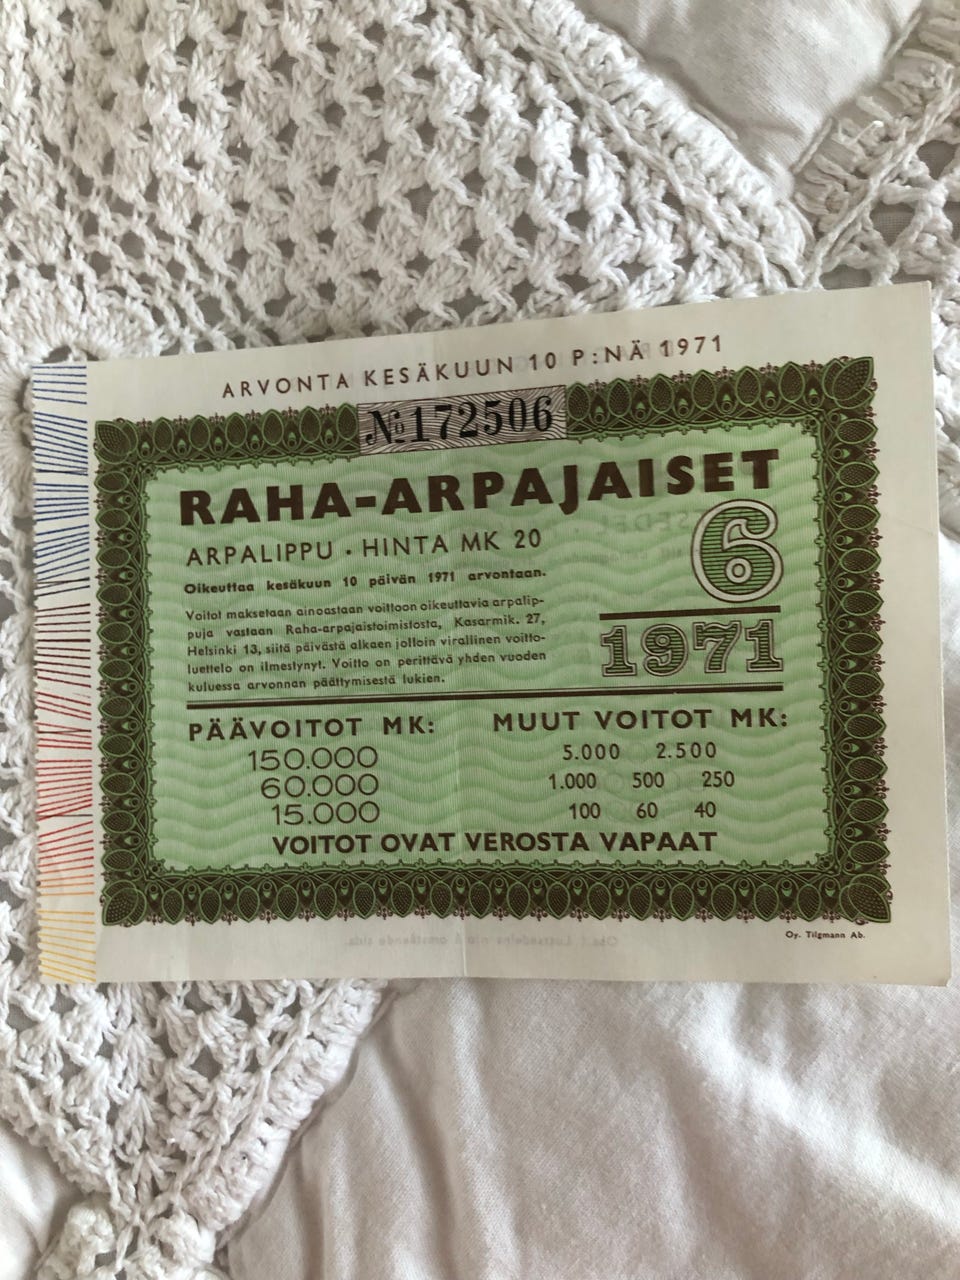 ARVONTA KESÄKUUN 10 P:NÄ 1971
No 172506
RAHA-ARPAJAISET
ARPALIPPU • HINTA MK 20
6
1971
Oikeuttaa kesäkuun 10 päivän 1971 arvontaan.
Voitot maksetaan ainoastaan voittoon oikeuttavia arpalip-
puja vastaan Raha-arpajaistoimistosta, Kasarmik. 27,
Helsinki 13, siitä päivästä alkaen jolloin virallinen voitto-
luettelo on ilmestynyt. Voitto on perittävä yhden vuoden
kuluessa arvonnan päättymisestä lukien.
PÄÄVOITOT MK:
150.000
60.000
15.000
MUUT VOITOT MK:
5.000 2.500
1.000 500 250
100 60 40
VOITOT OVAT VEROSTA VAPAAT
Oy. Tilgmann Ab.